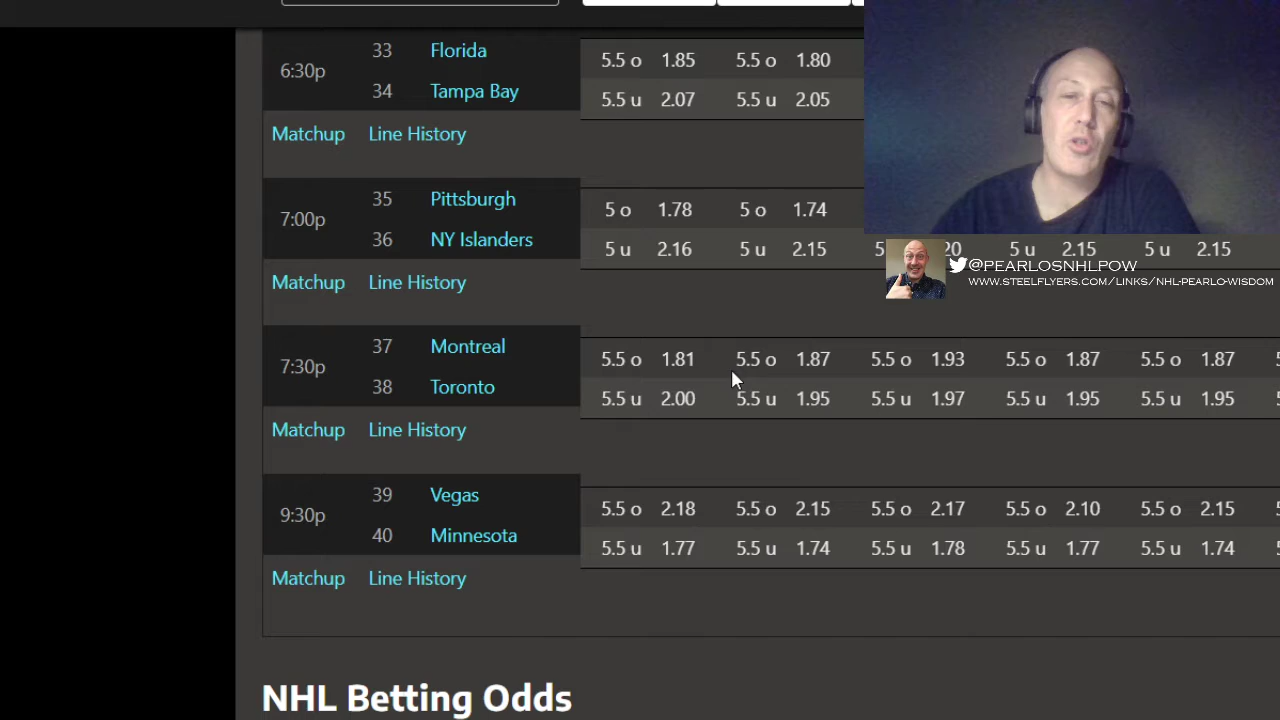 6:30p
33 Florida 5.5 o 1.85 5.5 o 1.80
34 Tampa Bay 5.5 u 2.07 5.5 u 2.05
Matchup Line History
7:00p
35 Pittsburgh 5 o 1.78 5 o 1.74
36 NY Islanders 5 u 2.16 5 u 2.15 5 20 5 u 2.15 5 u 2.15
@PEARLOSNHLPOW
WWW.STEELFLYERS.COM/LINKS/NHL-PEARLO-WISDOM
Matchup Line History
7:30p
37 Montreal 5.5 o 1.81 5.5 o 1.87 5.5 o 1.93 5.5 o 1.87 5.5 o 1.87
38 Toronto 5.5 u 2.00 5.5 u 1.95 5.5 u 1.97 5.5 u 1.95 5.5 u 1.95
Matchup Line History
9:30p
39 Vegas 5.5 o 2.18 5.5 o 2.15 5.5 o 2.17 5.5 o 2.10 5.5 o 2.15
40 Minnesota 5.5 u 1.77 5.5 u 1.74 5.5 u 1.78 5.5 u 1.77 5.5 u 1.74
Matchup Line History
NHL Betting Odds